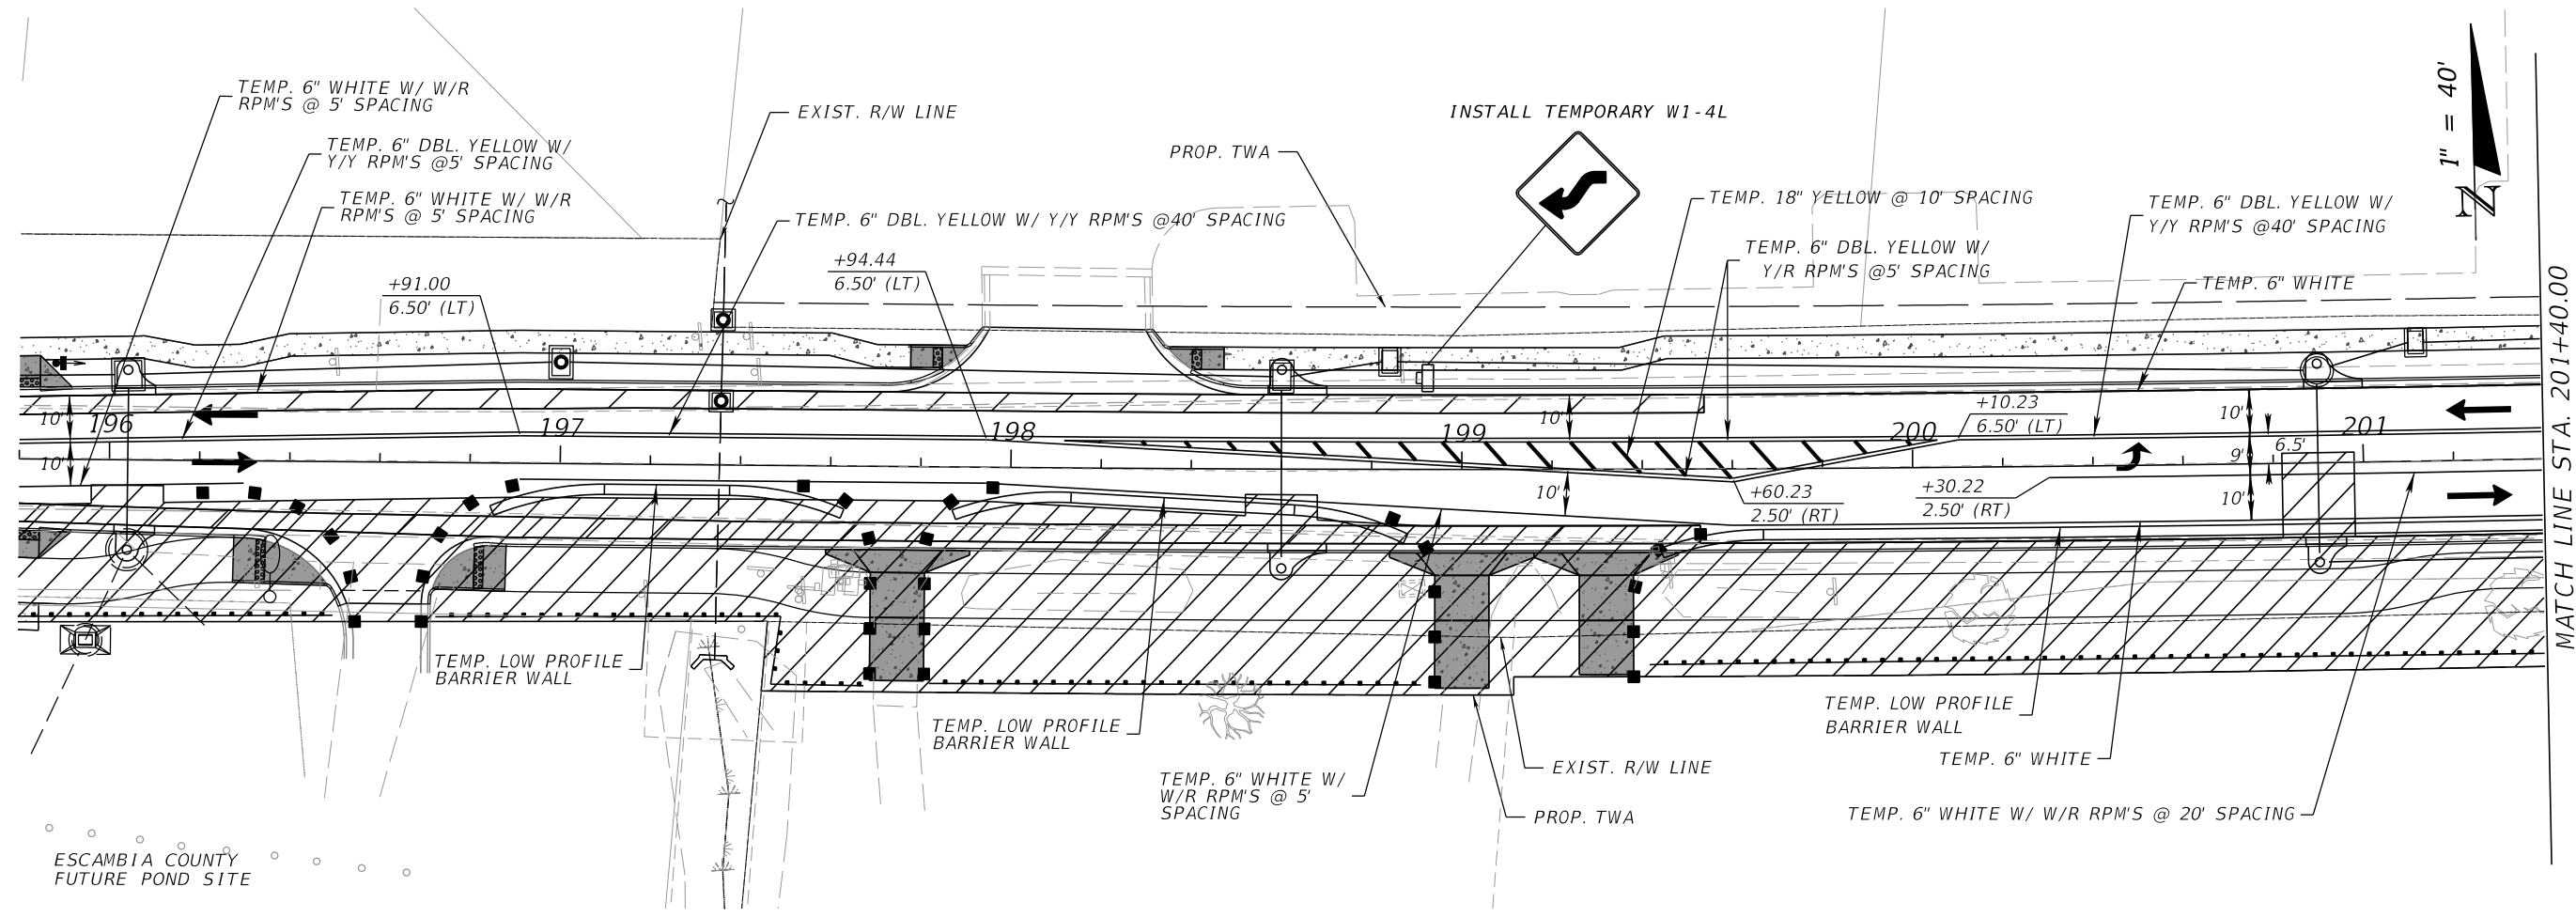 TEMP. 6" WHITE W/ W/R
RPM'S @ 5' SPACING
TEMP. 6" DBL. YELLOW W/
Y/Y RPM'S @5' SPACING
TEMP. 6" WHITE W/ W/R
RPM'S @ 5' SPACING
EXIST. R/W LINE
TEMP. 6" DBL. YELLOW W/ Y/Y RPM'S @40' SPACING
PROP. TWA
INSTALL TEMPORARY W1-4L
TEMP. 18" YELLOW @ 10' SPACING
TEMP. 6" DBL. YELLOW W/
Y/R RPM'S @5' SPACING
TEMP. 6" DBL. YELLOW W/
Y/Y RPM'S @40' SPACING
TEMP. 6" WHITE
1" = 40'
N
+91.00
6.50' (LT)
+94.44
6.50' (LT)
+10.23
6.50' (LT)
+60.23
2.50' (RT)
+30.22
2.50' (RT)
10'
10'
196
197
198
199
200
201
10'
10'
10'
9'
10'
6.5'
MATCH LINE STA. 201+40.00
TEMP. LOW PROFILE
BARRIER WALL
TEMP. LOW PROFILE
BARRIER WALL
TEMP. 6" WHITE W/
W/R RPM'S @ 5'
SPACING
EXIST. R/W LINE
PROP. TWA
TEMP. LOW PROFILE
BARRIER WALL
TEMP. 6" WHITE
TEMP. 6" WHITE W/ W/R RPM'S @ 20' SPACING
ESCAMBIA COUNTY
FUTURE POND SITE